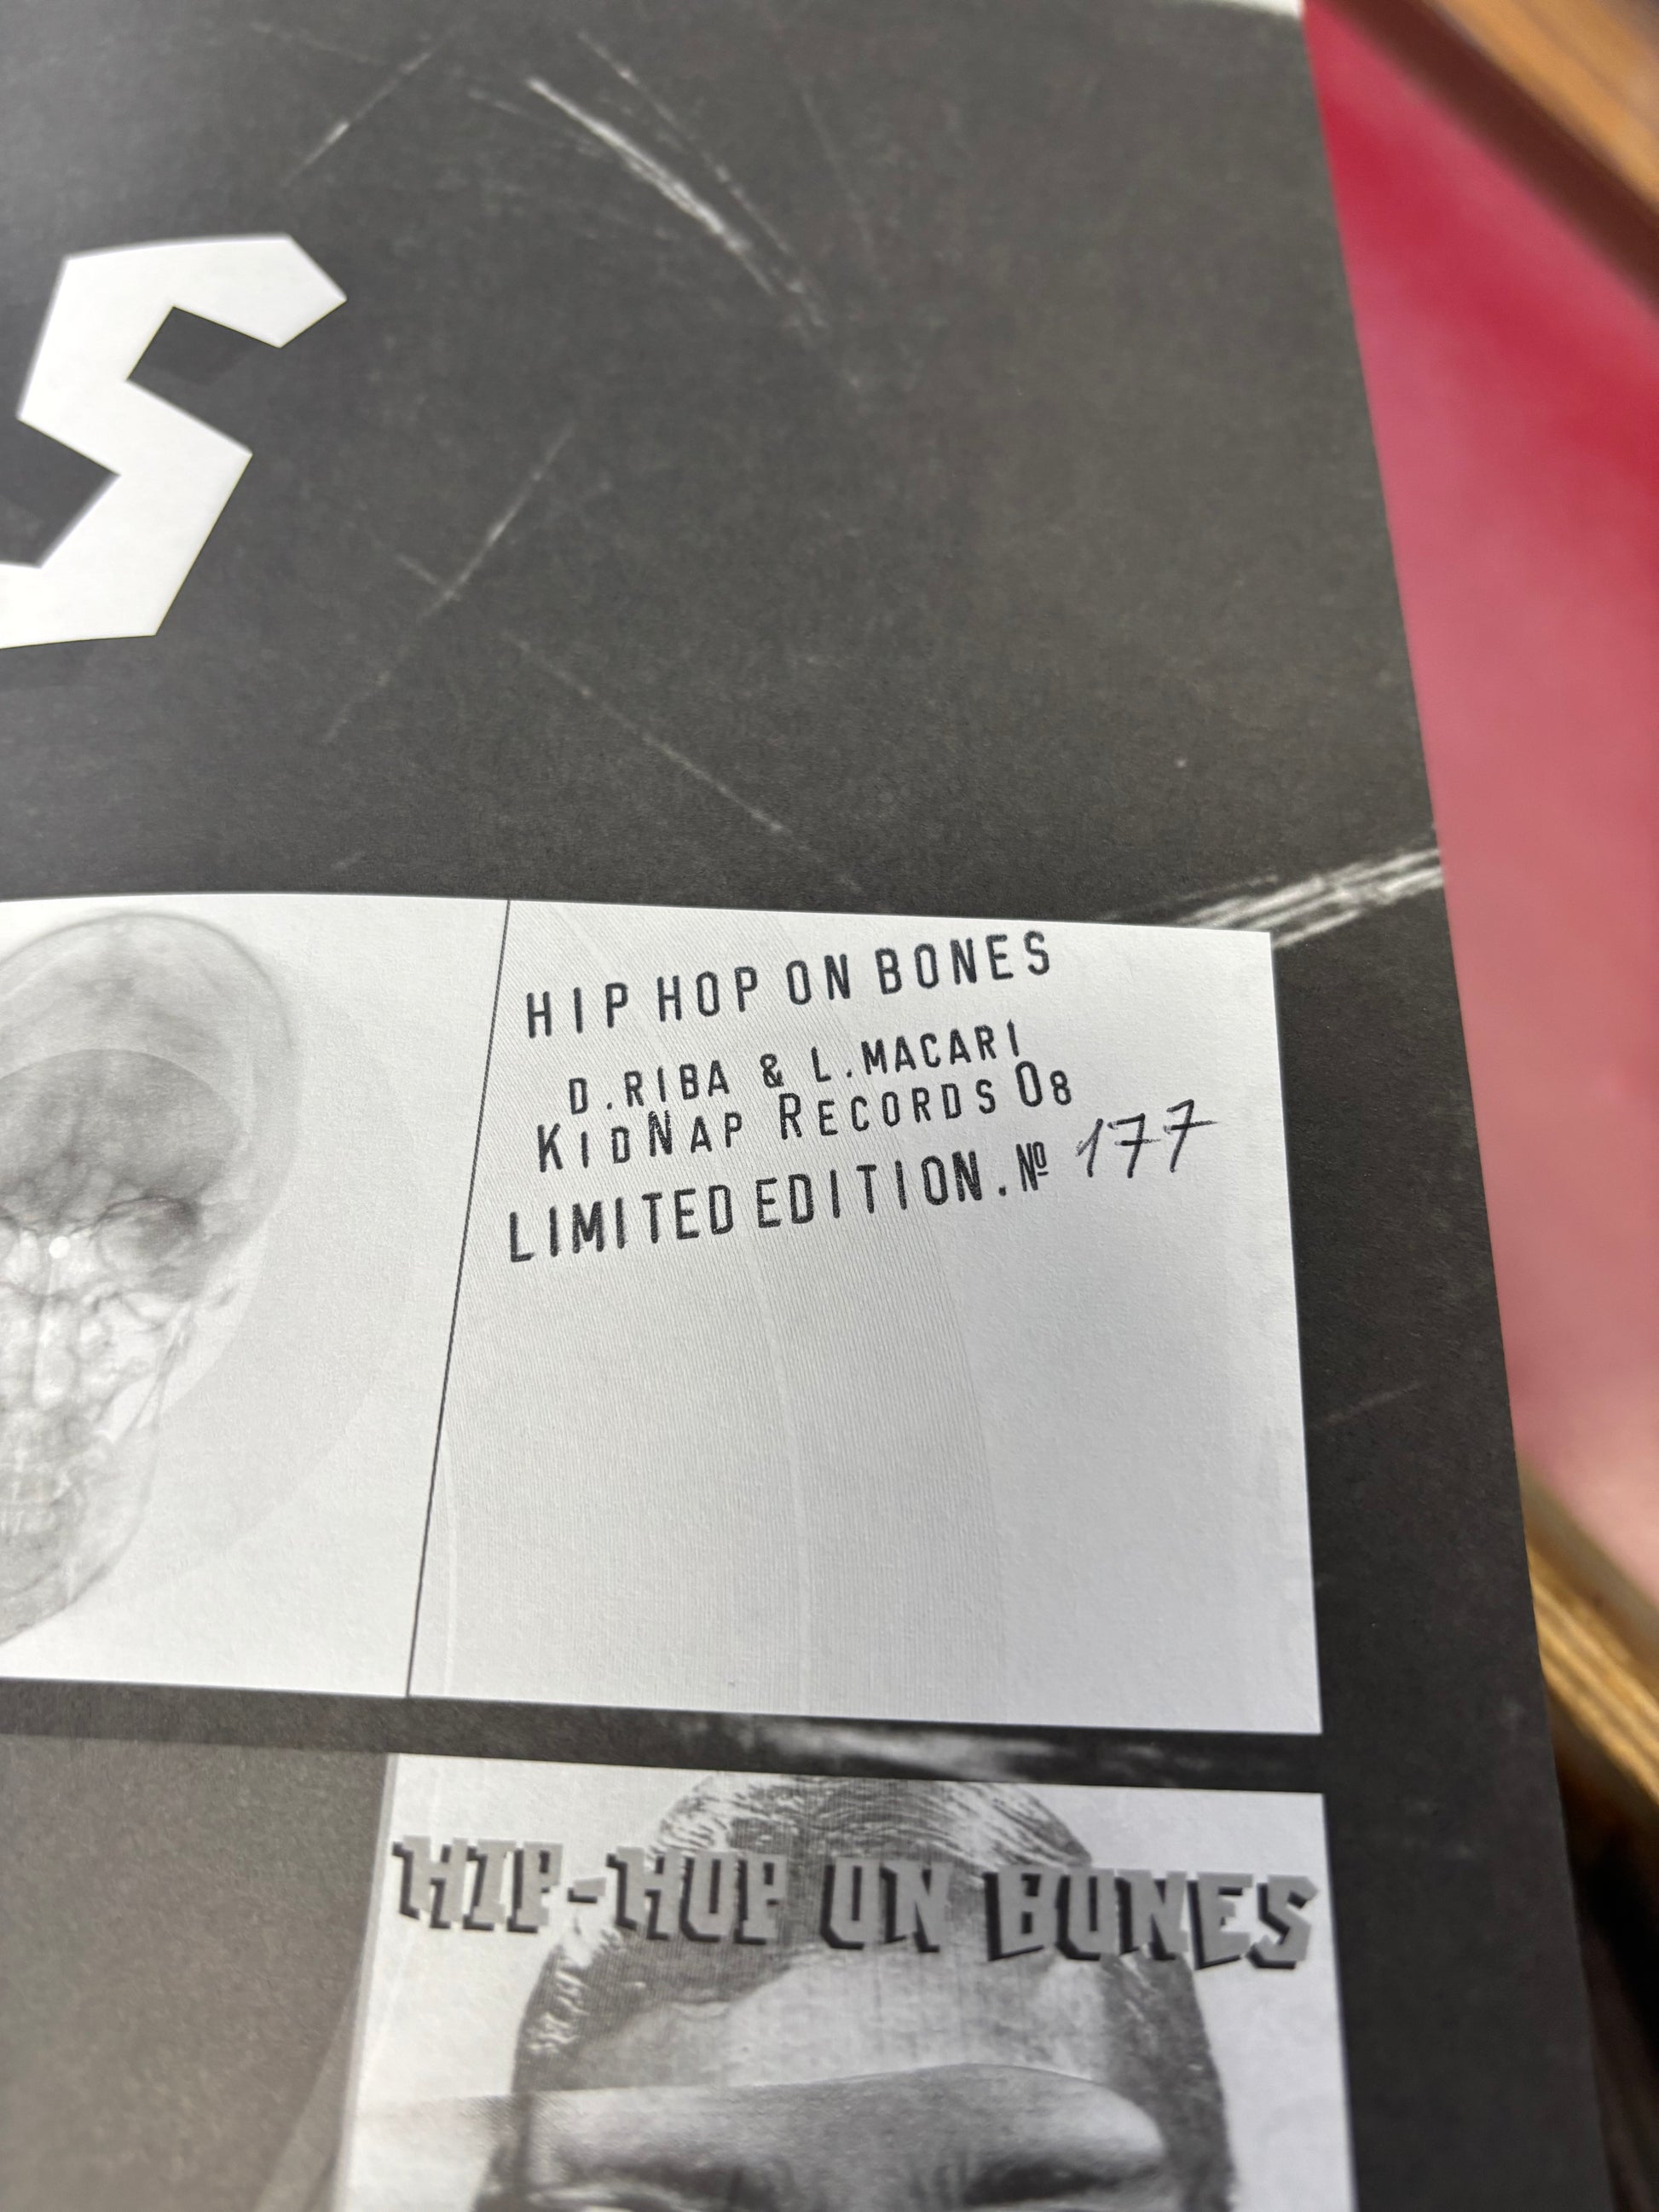 S
HIP HOP ON BONES
D.RIBA & L.MACARI
KIDNAP RECORDS 08
LIMITED EDITION. № 177
HIP-HOP ON BONES